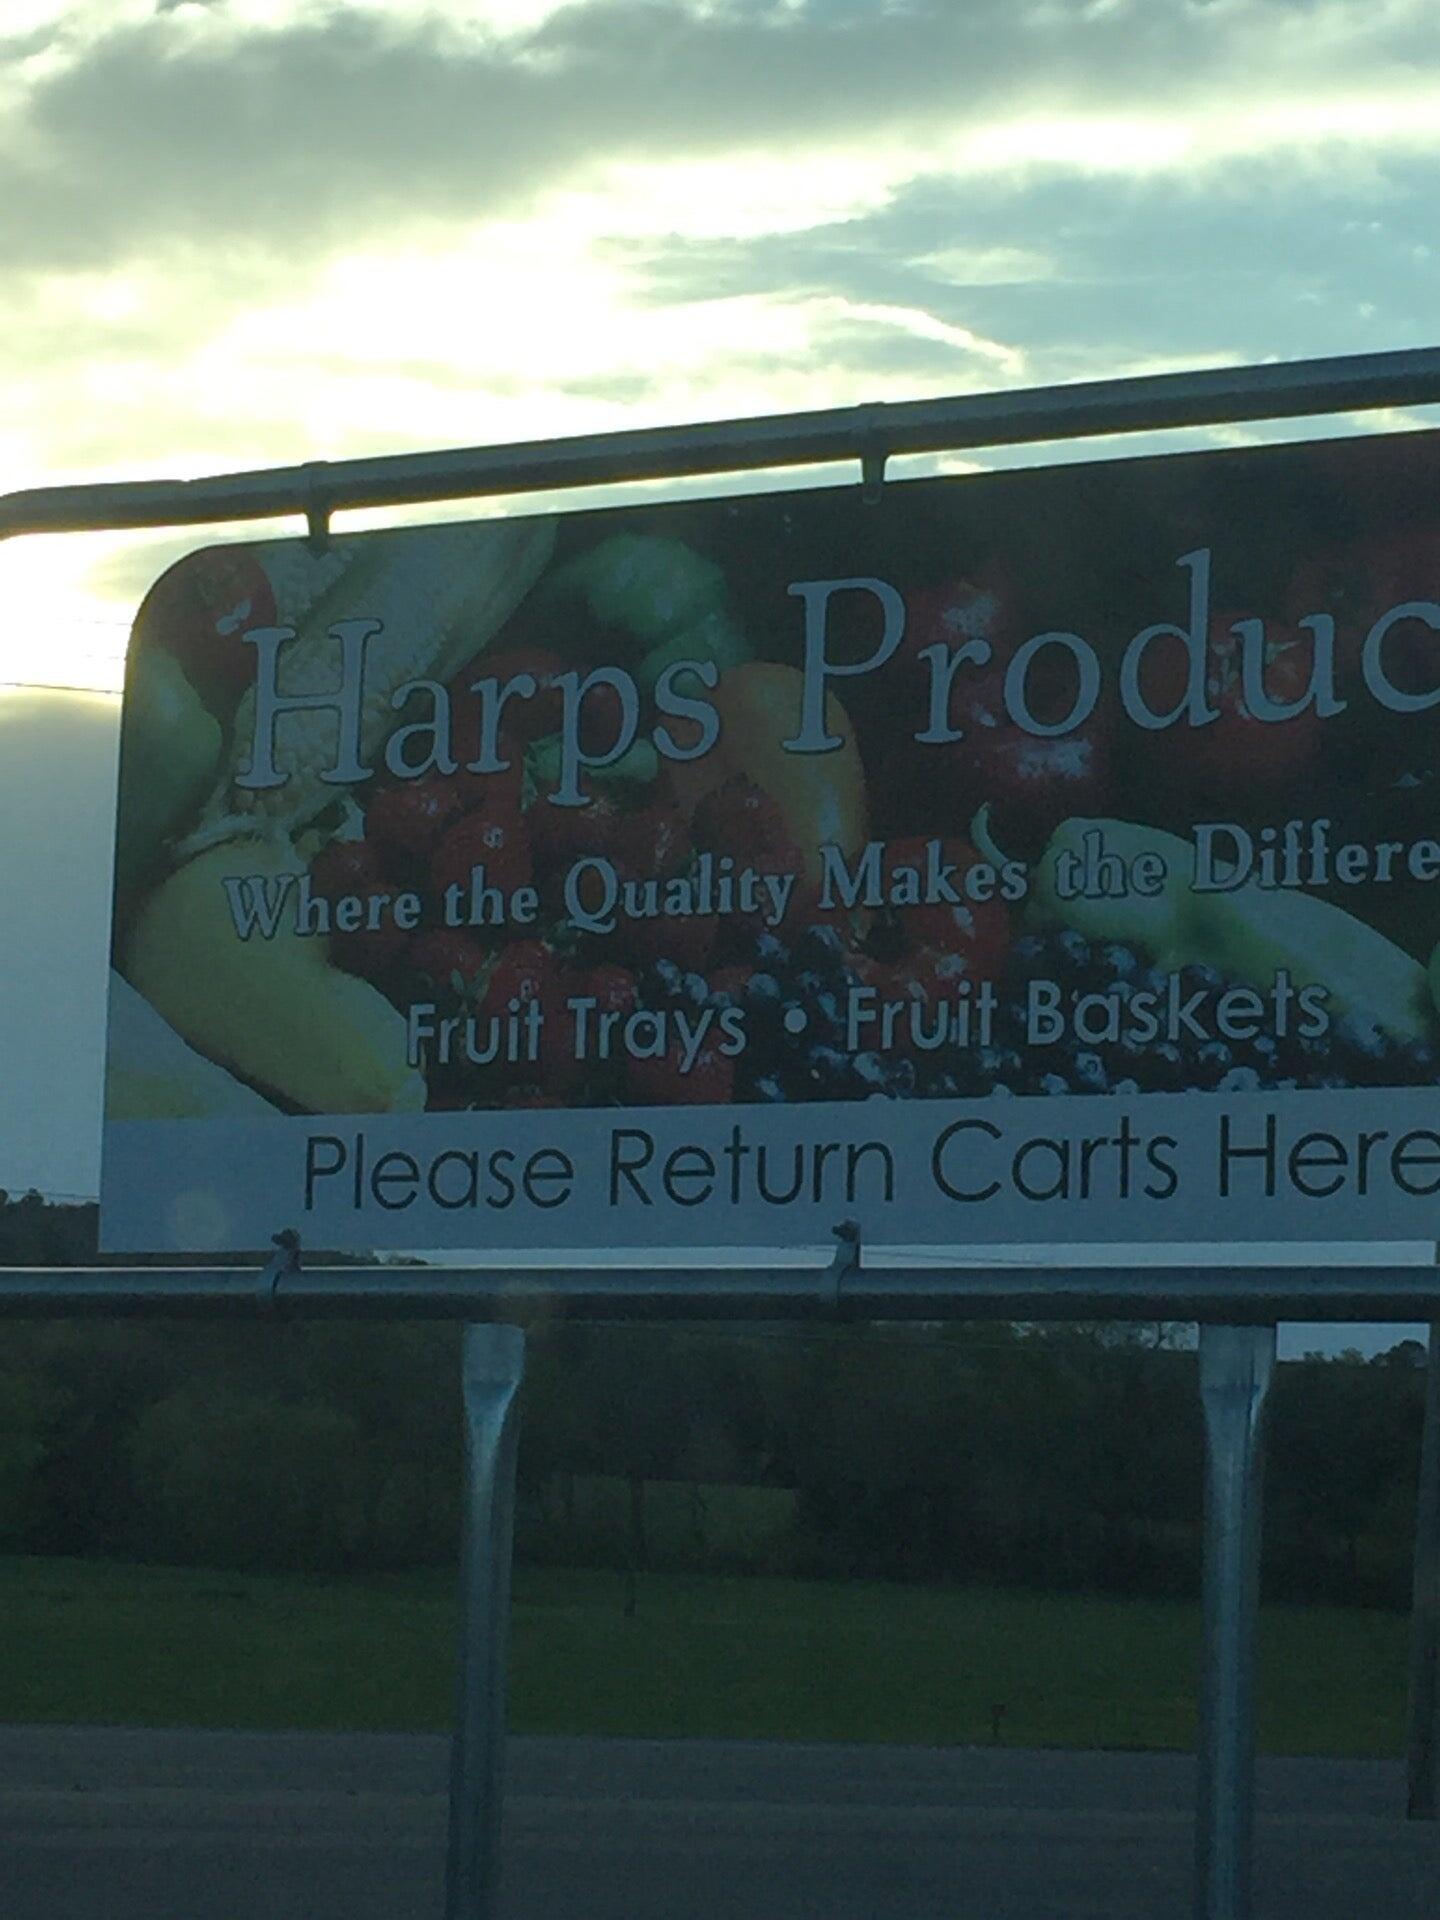 Harps Produc
Where the Quality Makes the Differe
Fruit Trays • Fruit Baskets
Please Return Carts Here